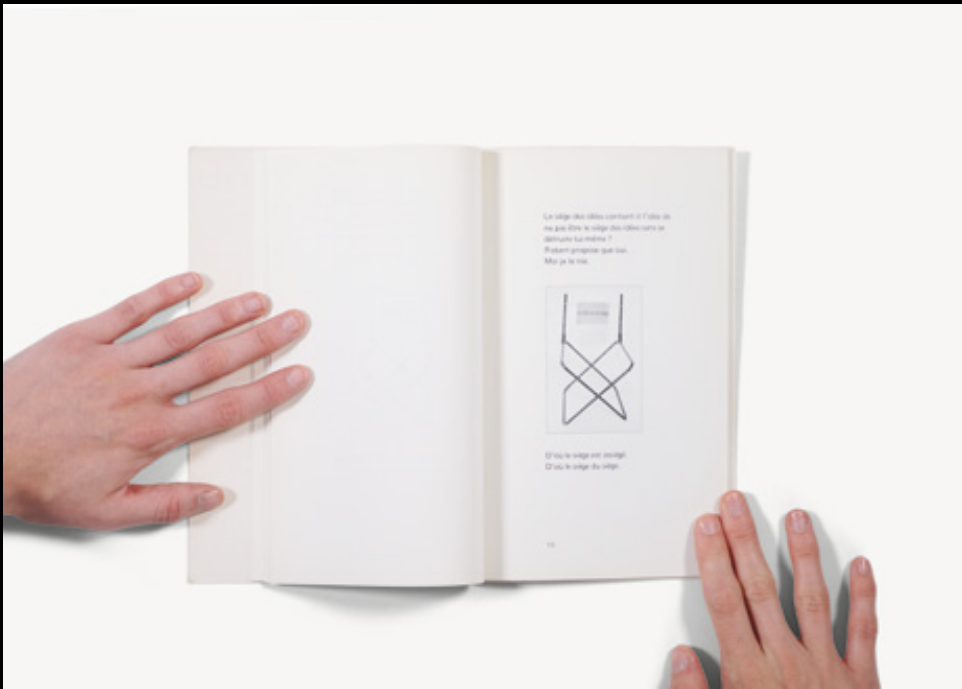 Le siège des idées contient-il l'idée de
ne pas être le siège des idées sans se
détruire lui-même ?
Robert propose que oui.
Moi je le nie.
D'où le siège est assiégé.
D'où le siège du siège.